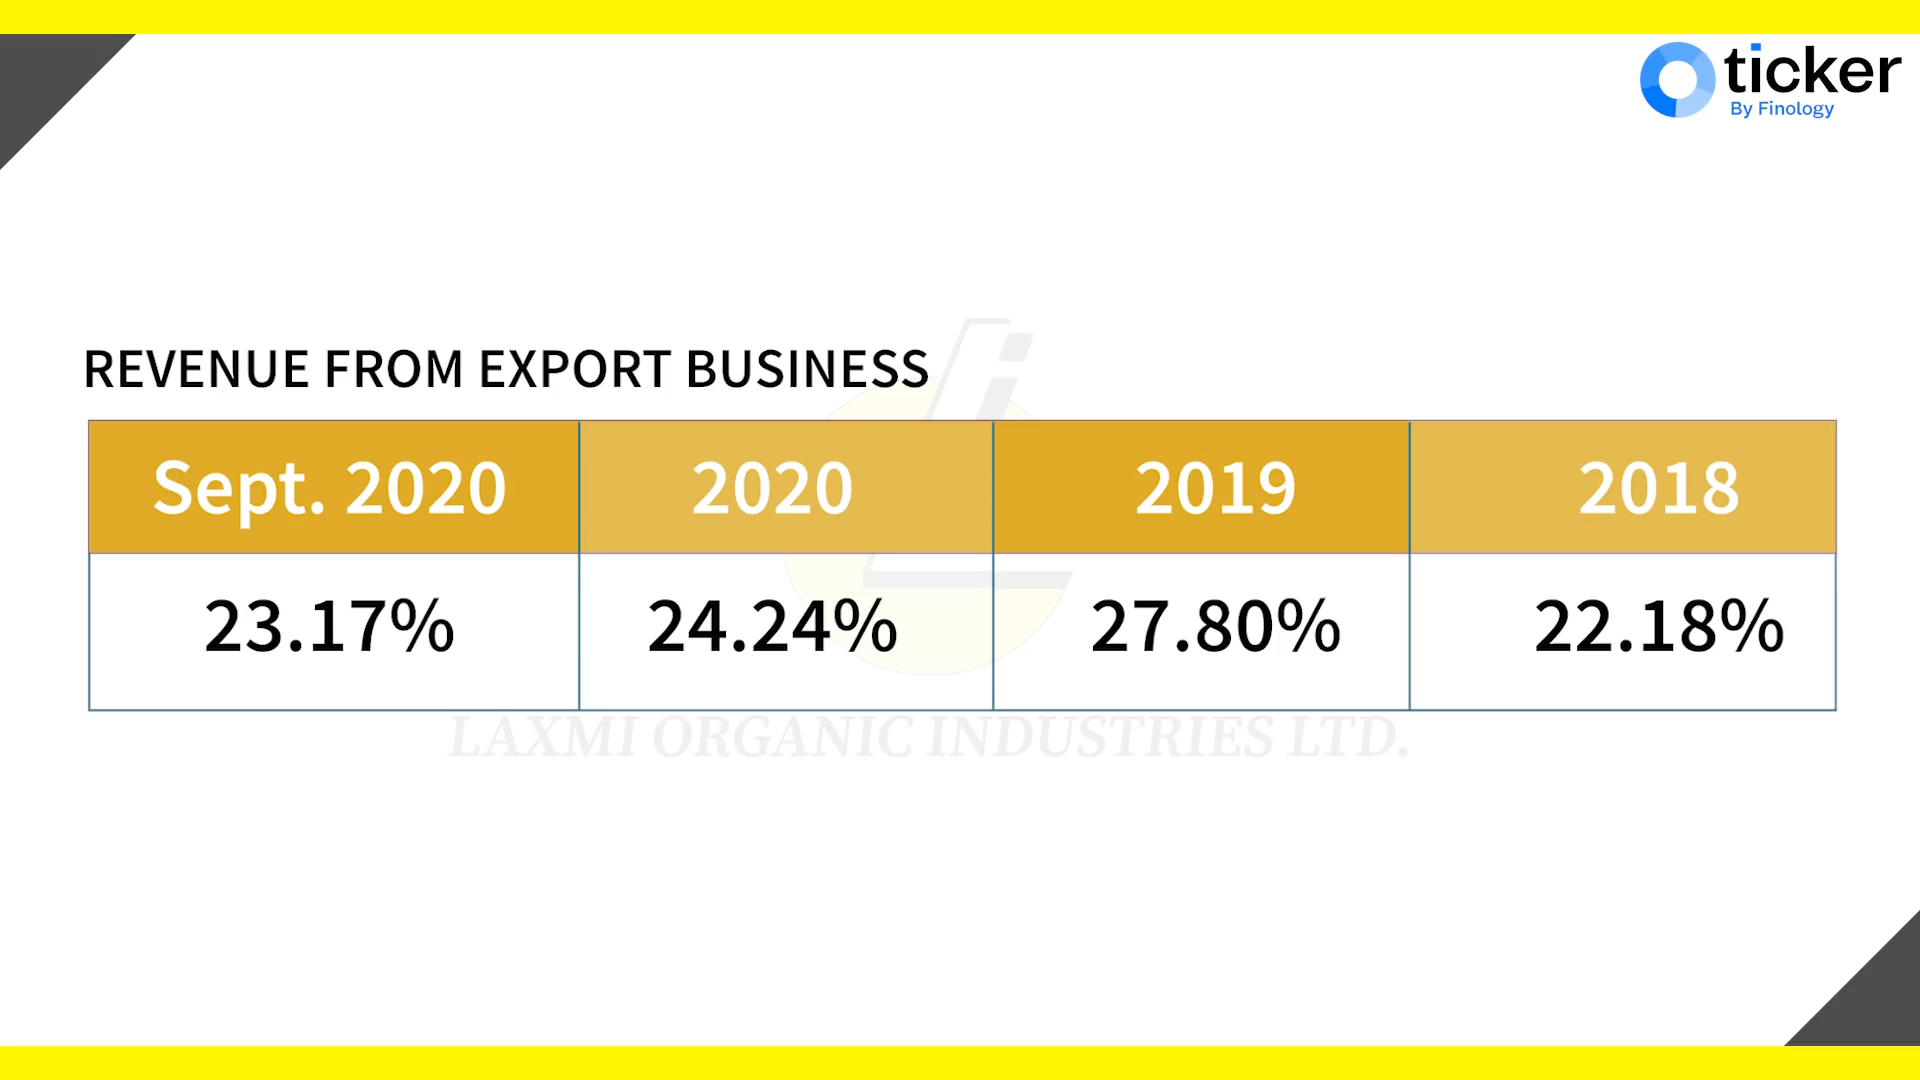 ticker
By Finology
REVENUE FROM EXPORT BUSINESS
Sept. 2020 2020 2019 2018
23.17% 24.24% 27.80% 22.18%
LAXMI ORGANIC INDUSTRIES LTD.